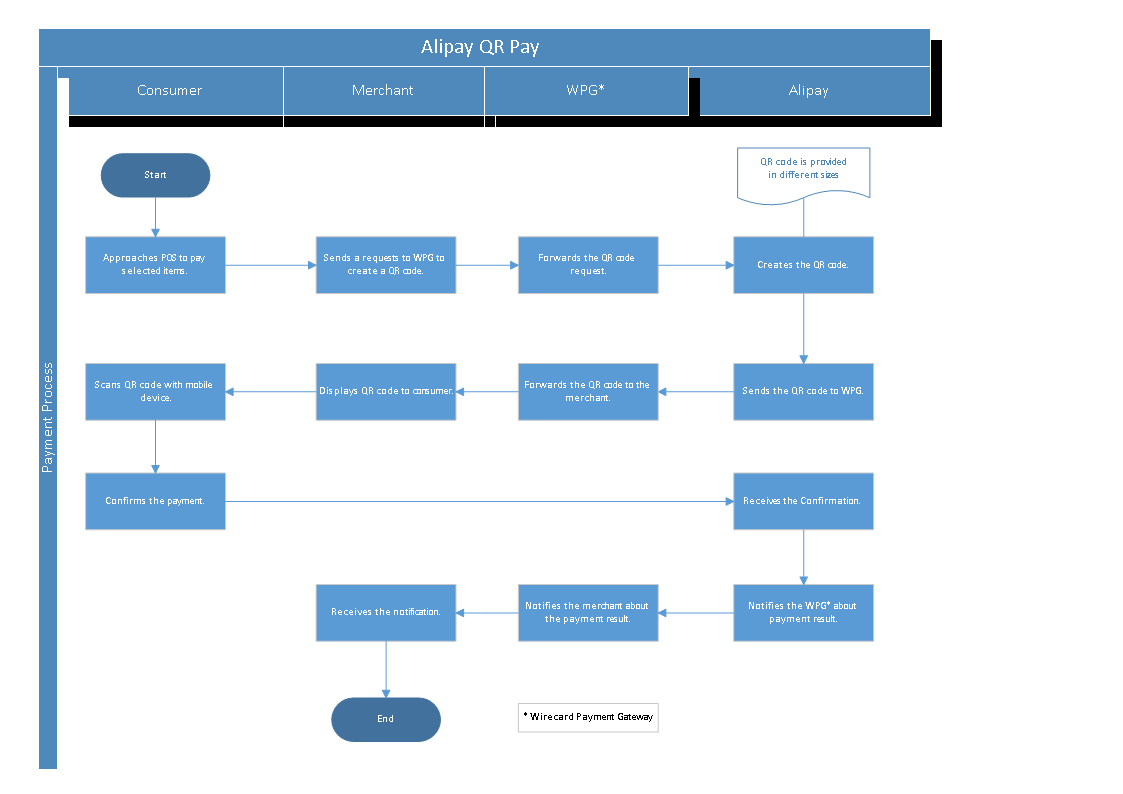 Alipay QR Pay
Consumer
Merchant
WPG*
Alipay
Payment Process
Start
QR code is provided
in different sizes
Approaches POS to pay
selected items.
Sends a requests to WPG to
create a QR code.
Forwards the QR code
request.
Creates the QR code.
Scans QR code with mobile
device.
Displays QR code to consumer.
Forwards the QR code to the
merchant.
Sends the QR code to WPG.
Confirms the payment.
Receives the Confirmation.
Receives the notification.
Notifies the merchant about
the payment result.
Notifies the WPG* about
payment result.
End
* Wirecard Payment Gateway